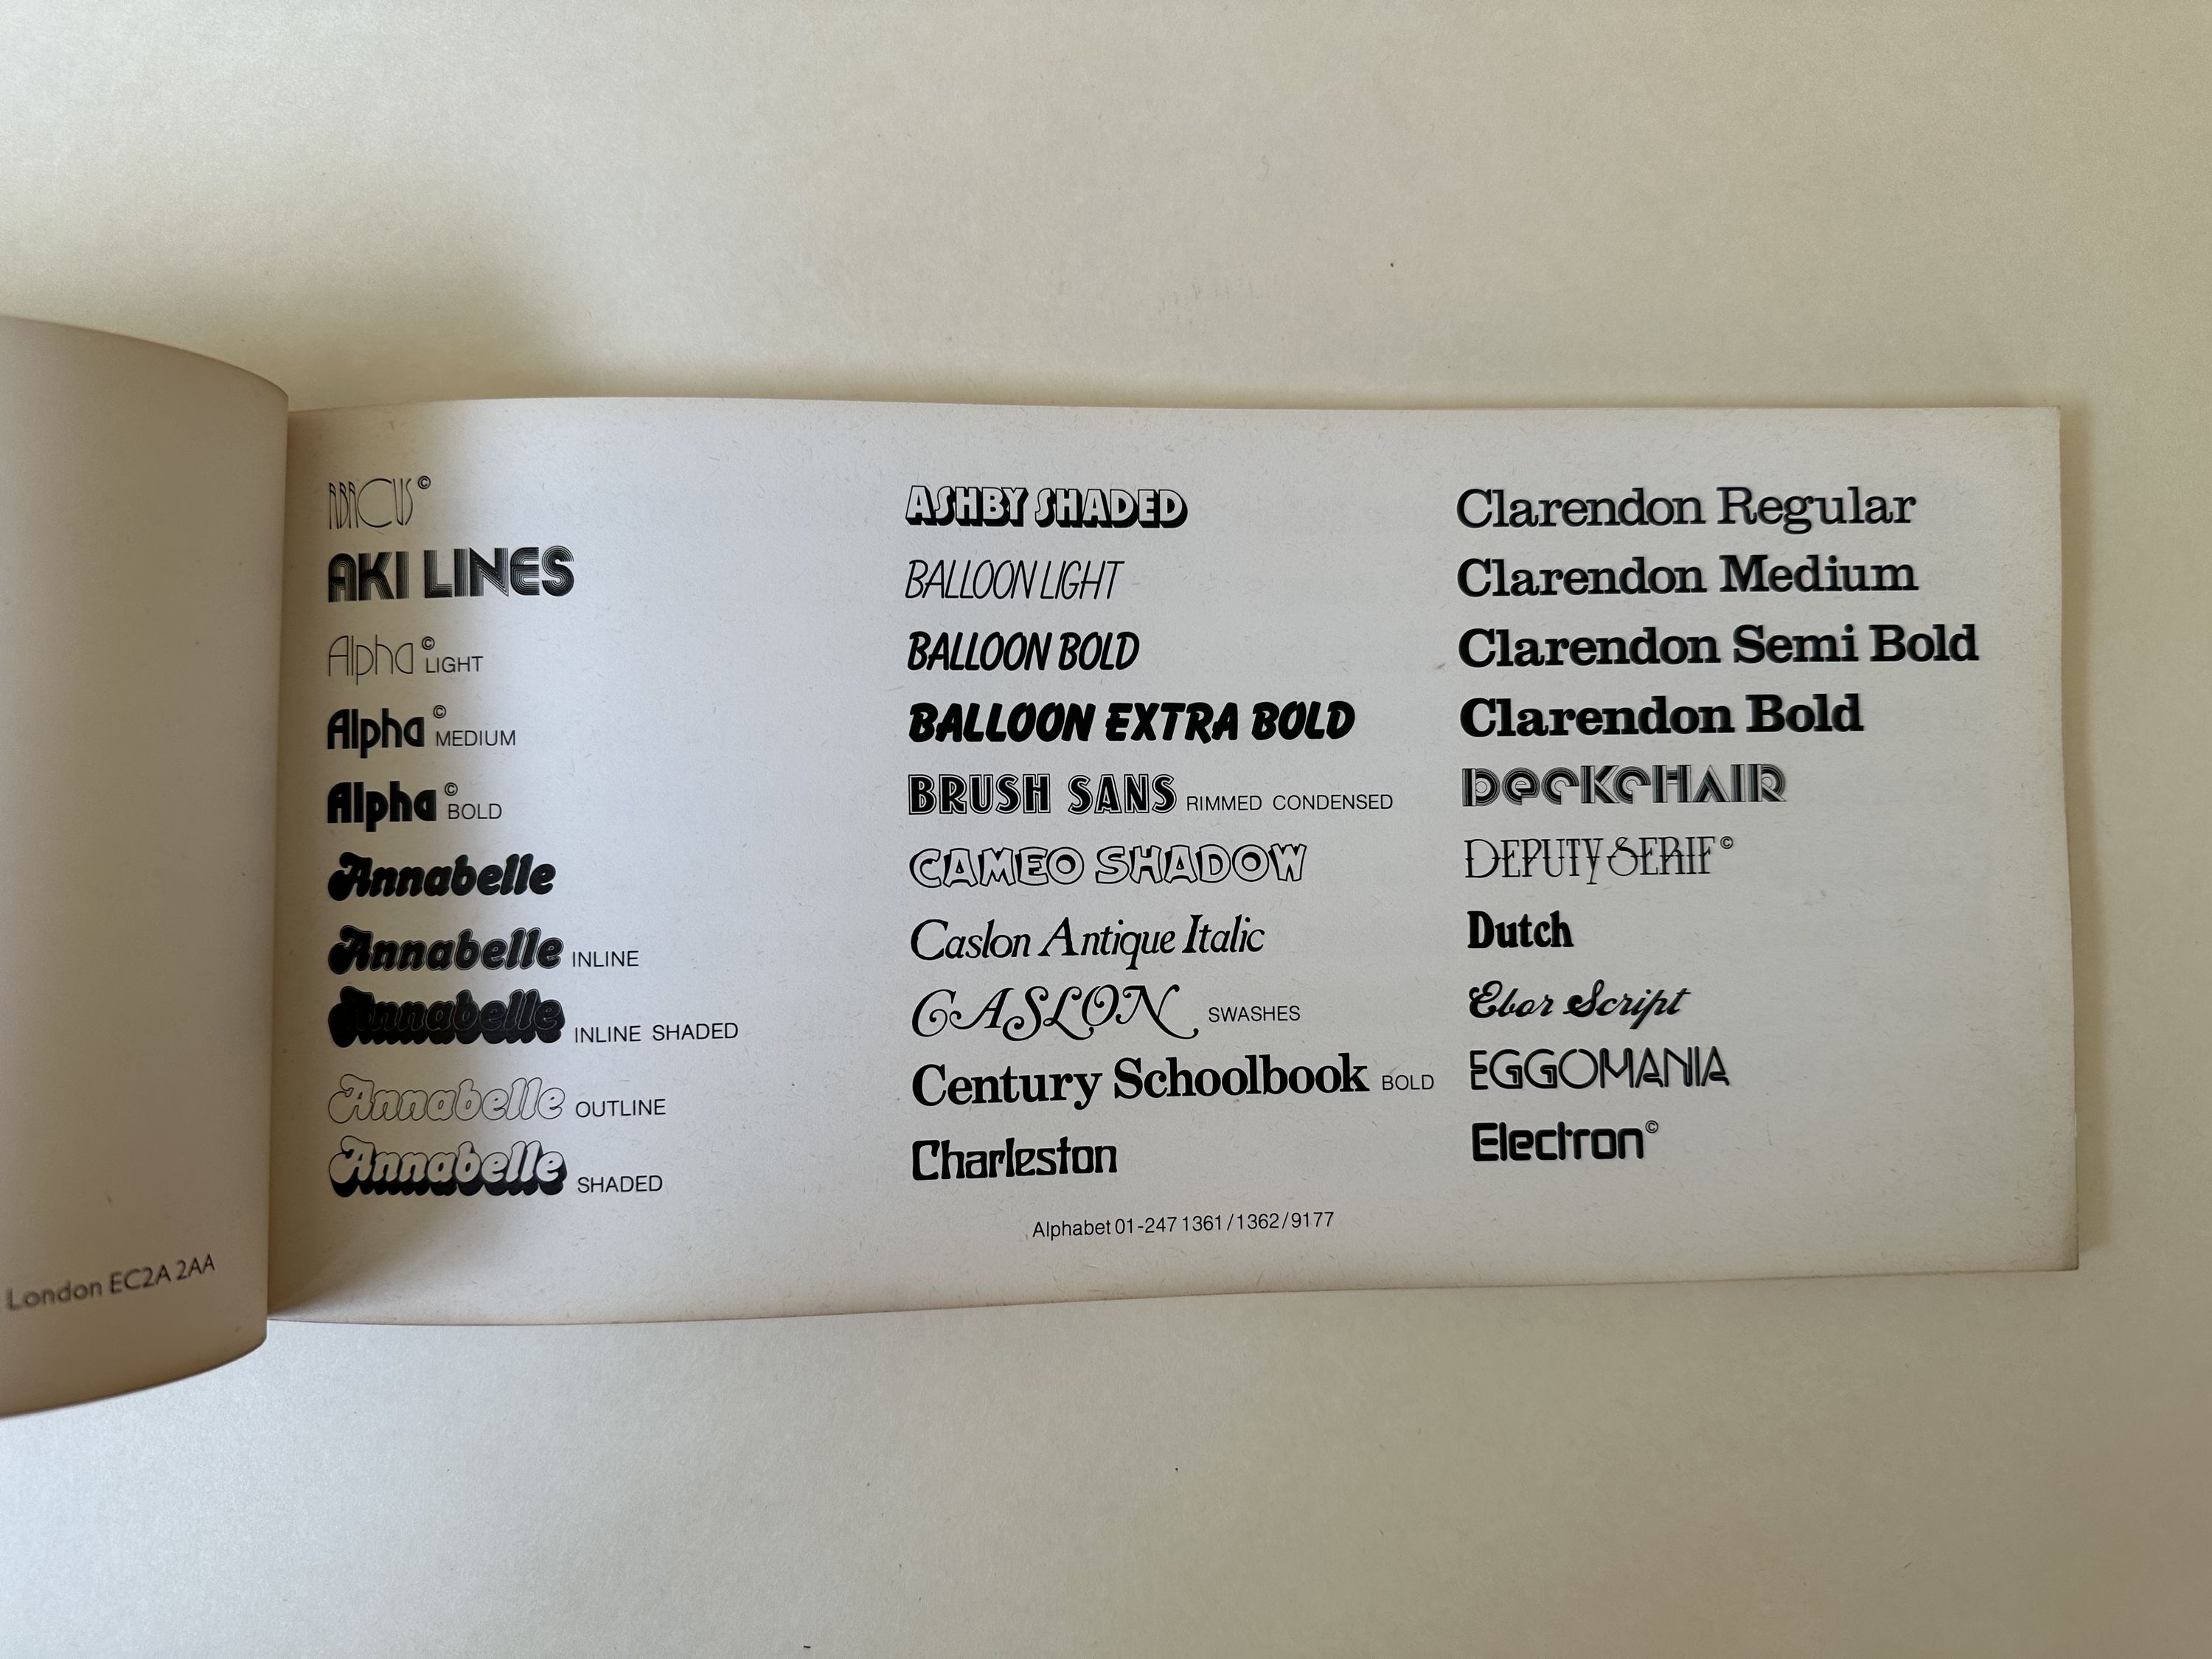 London EC2A 2AA
ABACUS©
AKI LINES
Alpha© LIGHT
Alpha© MEDIUM
Alpha© BOLD
Annabelle
Annabelle INLINE
Annabelle INLINE SHADED
Annabelle OUTLINE
Annabelle SHADED
ASHBY SHADED
BALLOON LIGHT
BALLOON BOLD
BALLOON EXTRA BOLD
BRUSH SANS RIMMED CONDENSED
CAMEO SHADOW
Caslon Antique Italic
CASLON SWASHES
Century Schoolbook BOLD
Charleston
Clarendon Regular
Clarendon Medium
Clarendon Semi Bold
Clarendon Bold
DeckcHAIR
DEPUTY SERIF©
Dutch
Ebor Script
EGGOMANIA
Electron©
Alphabet 01-247 1361/1362/9177